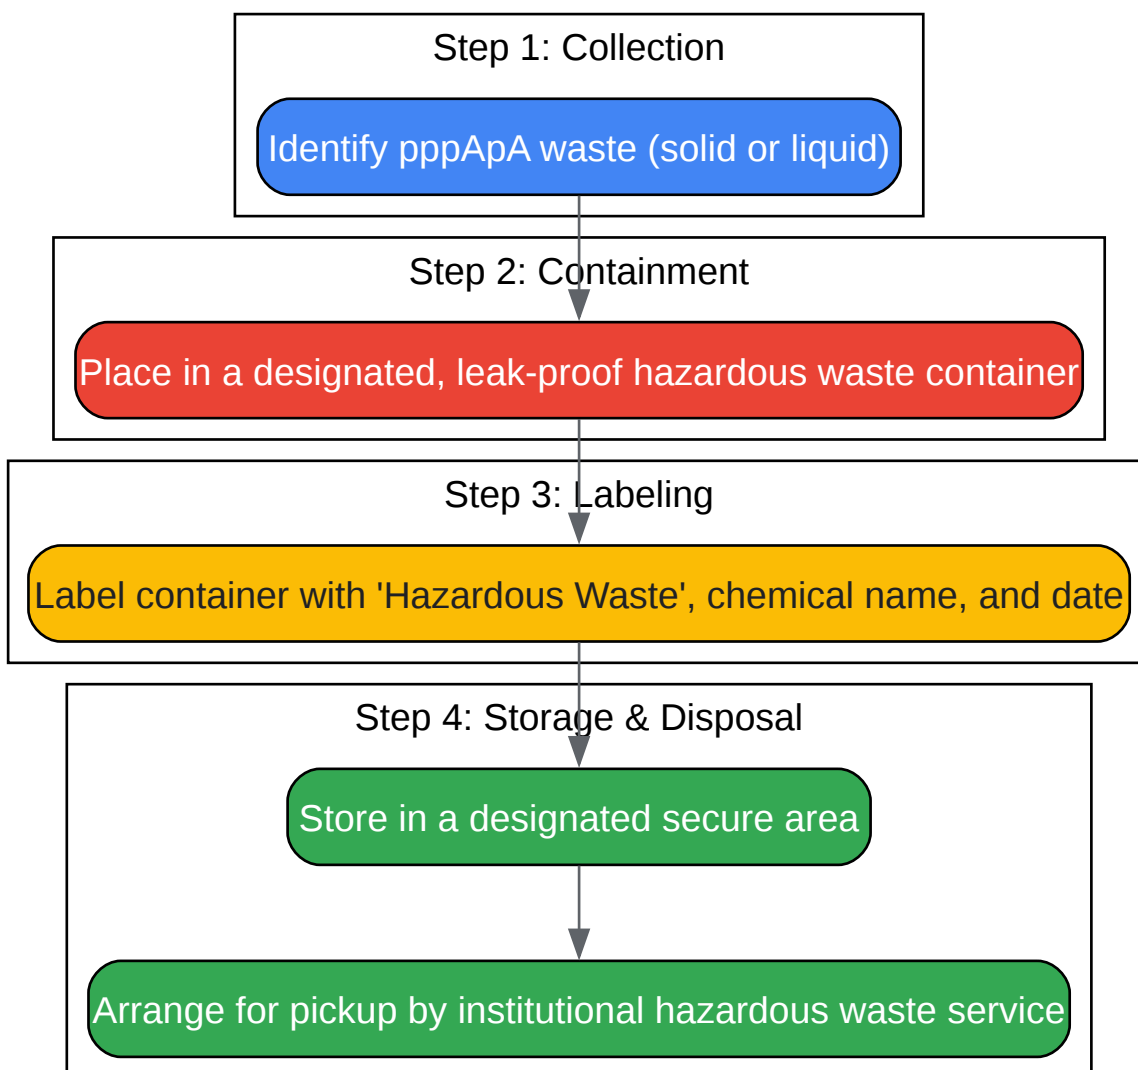 Step 1: Collection
Identify pppApA waste (solid or liquid)
Step 2: Containment
Place in a designated, leak-proof hazardous waste container
Step 3: Labeling
Label container with 'Hazardous Waste', chemical name, and date
Step 4: Storage & Disposal
Store in a designated secure area
Arrange for pickup by institutional hazardous waste service